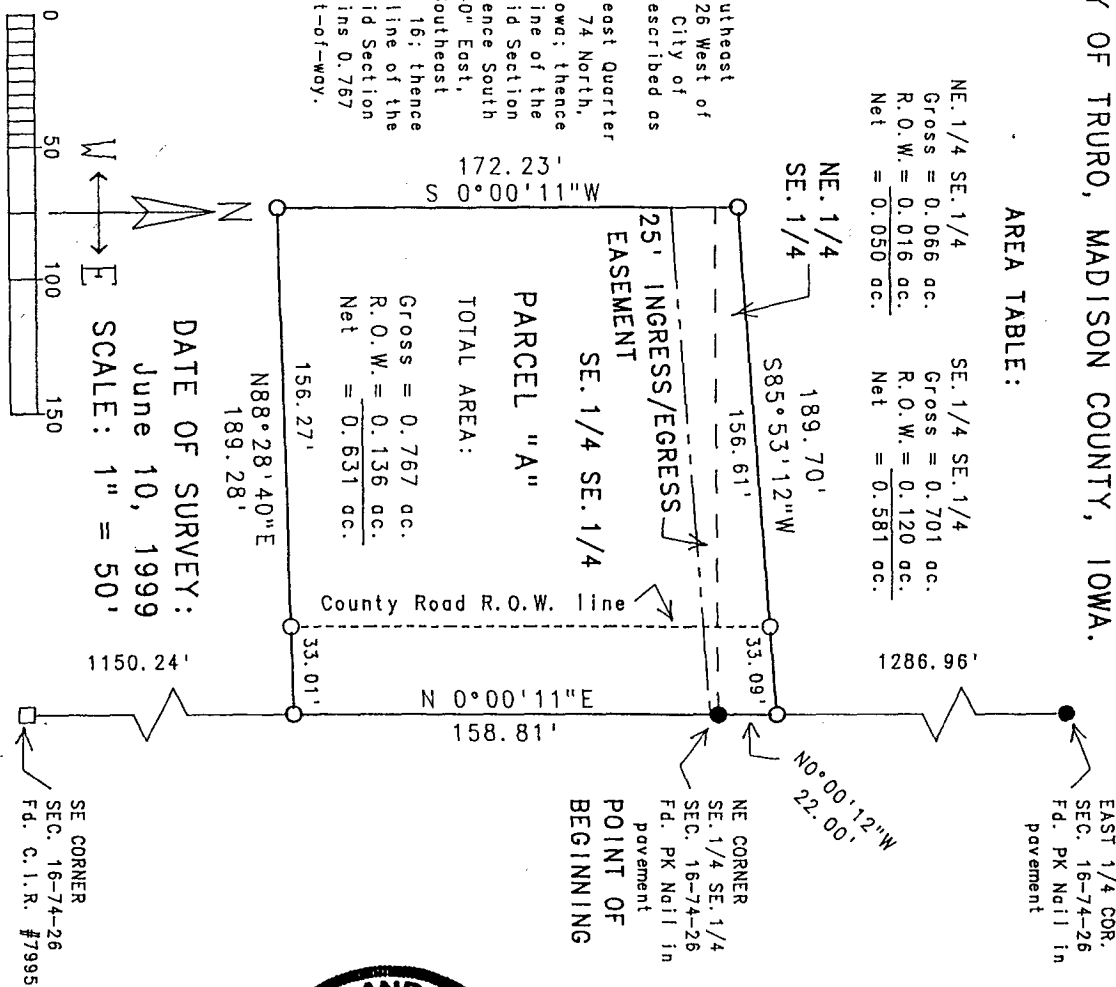 Y OF TRURO, MADISON COUNTY, IOWA.
AREA TABLE:
NE.1/4 SE.1/4
Gross = 0.066 ac.
R.O.W.= 0.016 ac.
Net = 0.050 ac.
SE.1/4 SE.1/4
Gross = 0.701 ac.
R.O.W.= 0.120 ac.
Net = 0.581 ac.
utheast
26 West of
City of
escribed as
east Quarter
74 North,
owa; thence
ine of the
id Section
ence South
0" East,
outheast
16; thence
line of the
id Section
ins 0.767
t-of-way.
NE. 1/4
SE. 1/4
189.70'
S85°53'12"W
156.61'
33.09'
1286.96'
EAST 1/4 COR.
SEC. 16-74-26
Fd. PK Nail in
pavement
N0°00'12"W
22.00'
NE CORNER
SE.1/4 SE.1/4
SEC. 16-74-26
Fd. PK Nail in
pavement
POINT OF
BEGINNING
172.23'
S 0°00'11"W
25' INGRESS/EGRESS
EASEMENT
SE. 1/4 SE. 1/4
PARCEL "A"
TOTAL AREA:
Gross = 0.767 ac.
R.O.W.= 0.136 ac.
Net = 0.631 ac.
County Road R.O.W. line
N 0°00'11"E
158.81'
156.27'
33.01'
N88°28'40"E
189.28'
1150.24'
SE CORNER
SEC. 16-74-26
Fd. C.I.R. #7995
DATE OF SURVEY:
June 10, 1999
SCALE: 1" = 50'
N
W E
0 50 100 150
AND